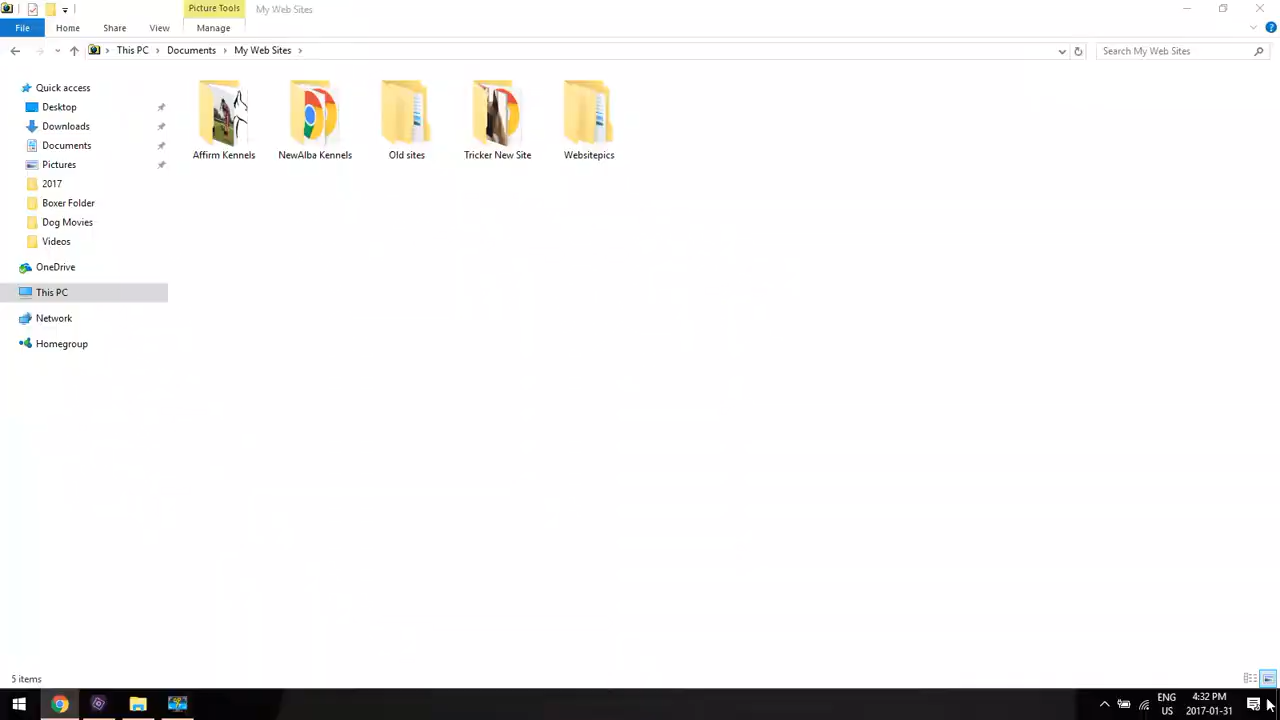 Picture Tools
My Web Sites
File
Home
Share
View
Manage
This PC
Documents
My Web Sites
Search My Web Sites
Quick access
Desktop
Downloads
Documents
Pictures
2017
Boxer Folder
Dog Movies
Videos
OneDrive
This PC
Network
Homegroup
Affirm Kennels
NewAlba Kennels
Old sites
Tricker New Site
Websitepics
5 items
ENG
US
4:32 PM
2017-01-31